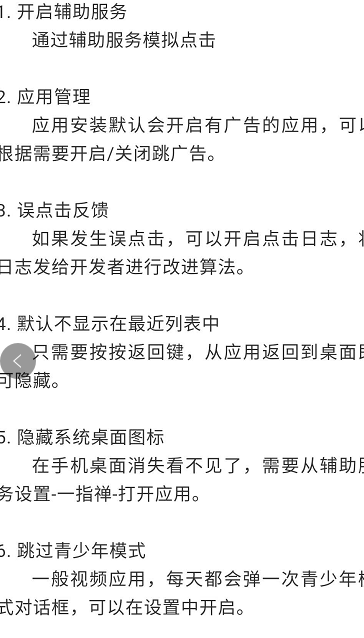 1. 开启辅助服务
通过辅助服务模拟点击
2. 应用管理
应用安装默认会开启有广告的应用，可以
根据需要开启/关闭跳广告。
3. 误点击反馈
如果发生误点击，可以开启点击日志，将
日志发给开发者进行改进算法。
4. 默认不显示在最近列表中
只需要按按返回键，从应用返回到桌面即
可隐藏。
5. 隐藏系统桌面图标
在手机桌面消失看不见了，需要从辅助服
务设置-一指禅-打开应用。
6. 跳过青少年模式
一般视频应用，每天都会弹一次青少年模
式对话框，可以在设置中开启。